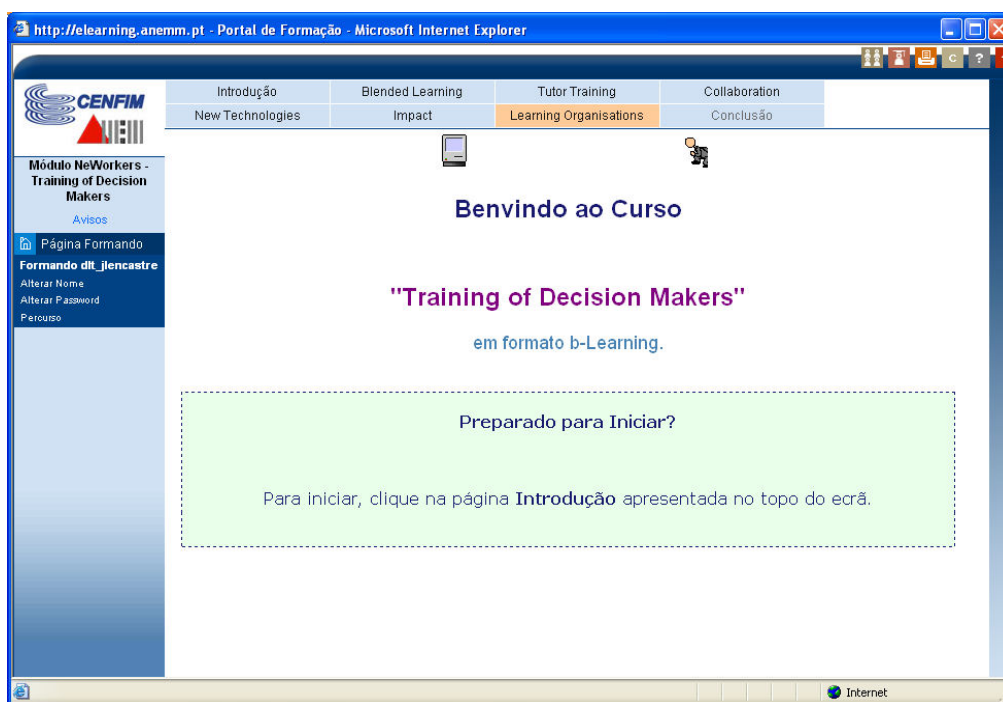 http://elearning.anemm.pt - Portal de Formação - Microsoft Internet Explorer
C ?
CENFIM
Introdução Blended Learning Tutor Training Collaboration
New Technologies Impact Learning Organisations Conclusão
Módulo NeWorkers -
Training of Decision
Makers
Avisos
Página Formando
Formando dlt_jlencastre
Alterar Nome
Alterar Password
Percurso
Benvindo ao Curso
"Training of Decision Makers"
em formato b-Learning.
Preparado para Iniciar?
Para iniciar, clique na página Introdução apresentada no topo do ecrã.
Internet